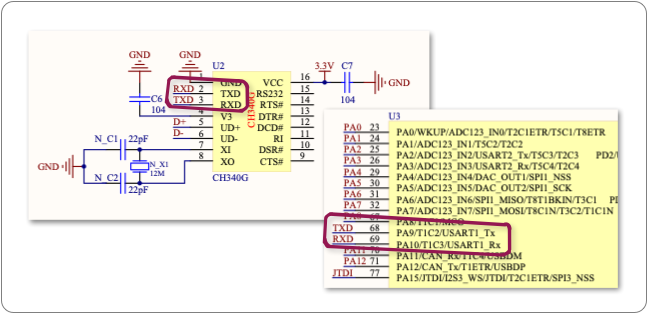 GND
GND
U2
1
GND
VCC
16
3.3V
C7
RXD
2
TXD
RS232
15
GND
TXD
3
RXD
RTS#
14
C6
104
4
V3
DTR#
13
104
D+
5
UD+
DCD#
12
D-
6
UD-
RI
11
N_C1
22pF
7
XI
DSR#
10
8
XO
CTS#
9
GND
N_X1
12M
N_C2
22pF
CH340G
CH340G
U3
PA0 23 PA0/WKUP/ADC123_IN0/T2C1ETR/T5C1/T8ETR
PA1 24 PA1/ADC123_IN1/T5C2/T2C2
PA2 25 PA2/ADC123_IN2/USART2_Tx/T5C3/T2C3 PD2/
PA3 26 PA3/ADC123_IN3/USART2_Rx/T5C4/T2C4
PA4 29 PA4/ADC123_IN4/DAC_OUT1/SPI1_NSS
PA5 30 PA5/ADC123_IN5/DAC_OUT2/SPI1_SCK
PA6 31 PA6/ADC123_IN6/SPI1_MISO/T8T1BKIN/T3C1
PA7 32 PA7/ADC123_IN7/SPI1_MOSI/T8C1N/T3C2/T1C1N
PA8 67 PA8/T1C1/MCO
TXD 68 PA9/T1C2/USART1_Tx
RXD 69 PA10/T1C3/USART1_Rx
PA11 70 PA11/CAN_Rx/T1C4/USBDM
PA12 71 PA12/CAN_Tx/T1ETR/USBDP
JTDI 77 PA15/JTDI/I2S3_WS/JTDI/T2C1ETR/SPI3_NSS